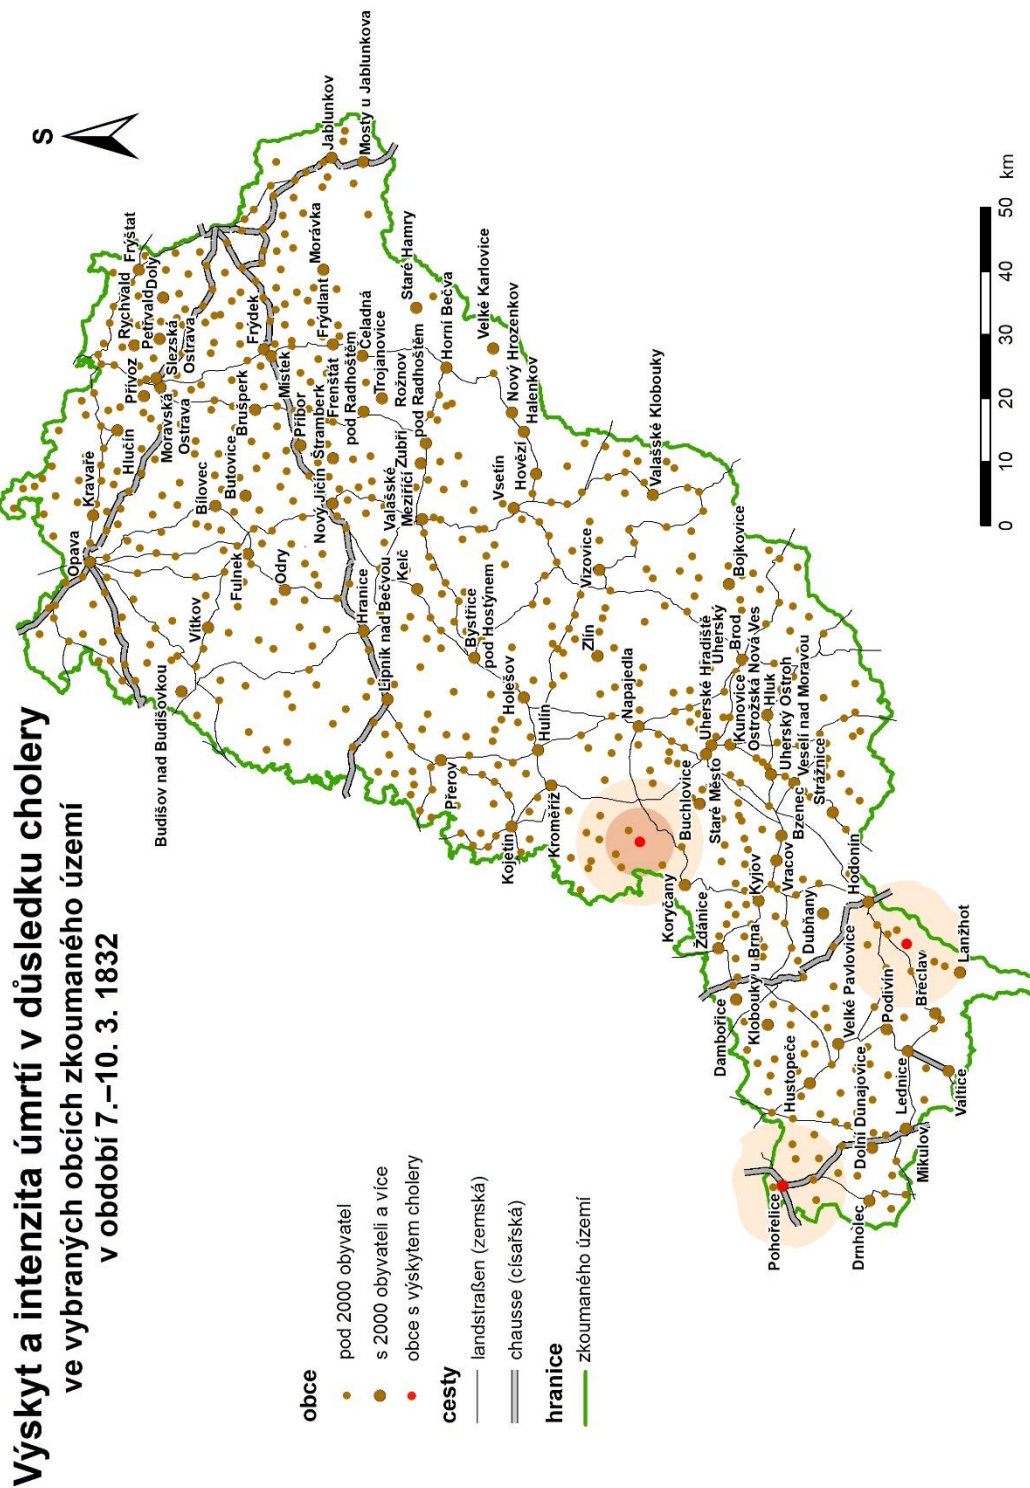 Výskyt a intenzita úmrtí v důsledku cholery
ve vybraných obcích zkoumaného území
v období 7.–10. 3. 1832
S
Opava
Kravaře
Hlučín
Přívoz
Rychvald
Petřvald
Doly
Fryštat
Moravská
Ostrava
Slezská
Ostrava
Budišov nad Budišovkou
Vítkov
Bílovec
Butovice
Brušperk
Frýdek
Místek
Fulnek
Odry
Příbor
Štramberk
Nový Jičín
Frenštát
pod Radhoštěm
Frýdlant
Morávka
Jablunkov
Mosty u Jablunkova
Čeladná
Trojanovice
Staré Hamry
Hranice
Lipník nad Bečvou
Kelč
Valašské
Meziříčí
Zubří
Rožnov
pod Radhoštěm
Horní Bečva
Velké Karlovice
Nový Hrozenkov
Halenkov
Hovězí
Vsetín
Bystřice
pod Hostýnem
Přerov
Holešov
Hulín
Kojetín
Kroměříž
Zlín
Vizovice
Valašské Klobouky
Napajedla
Bojkovice
Uherské Hradiště
Uherský
Brod
Kunovice
Ostrožská Nová Ves
Hluk
Uherský Ostroh
Veselí nad Moravou
Strážnice
Staré Město
Buchlovice
Koryčany
Ždánice
Kyjov
Vracov
Bzenec
Dubňany
Hodonín
Dambořice
Klobouky u Brna
Hustopeče
Velké Pavlovice
Podivín
Břeclav
Lanžhot
Pohořelice
Dolní Dunajovice
Drnholec
Mikulov
Lednice
Valtice
obce
pod 2000 obyvatel
s 2000 obyvateli a více
obce s výskytem cholery
cesty
landstraßen (zemská)
chausse (císařská)
hranice
zkoumaného území
0 10 20 30 40 50 km